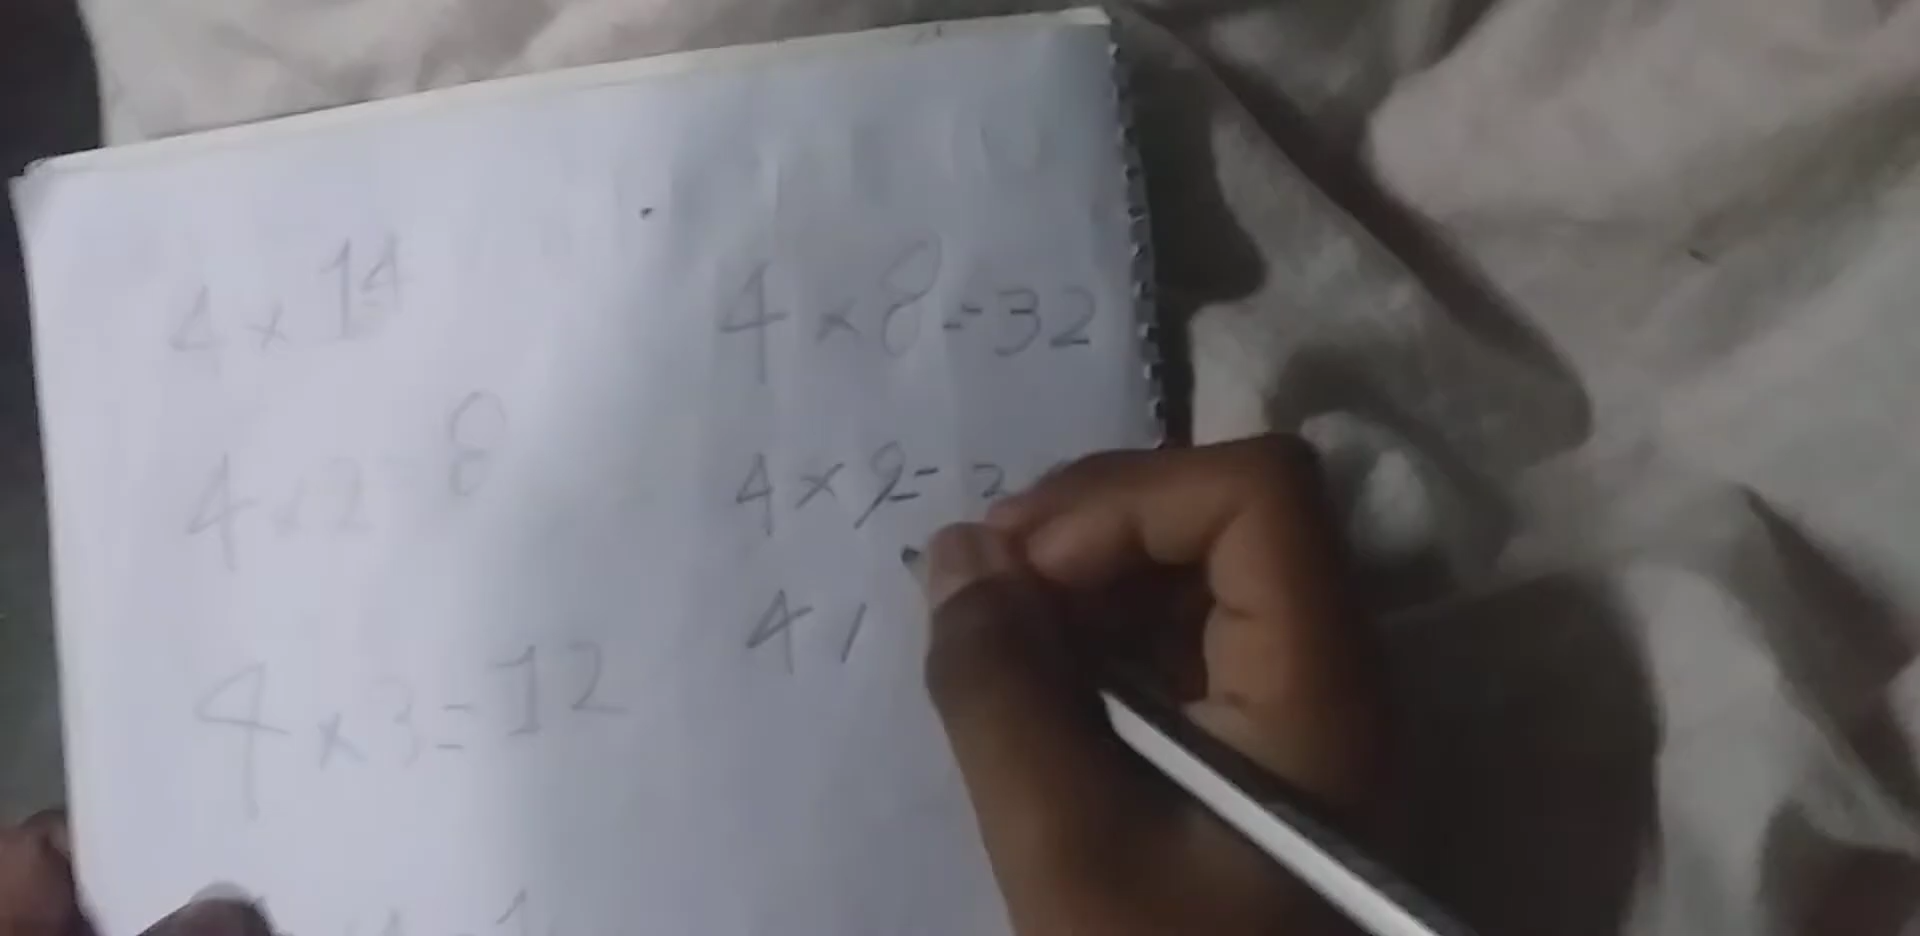 4 x 14
4 x 2 = 8
4 x 3 = 12
4 x 8 = 32
4 x 9 = 3
4